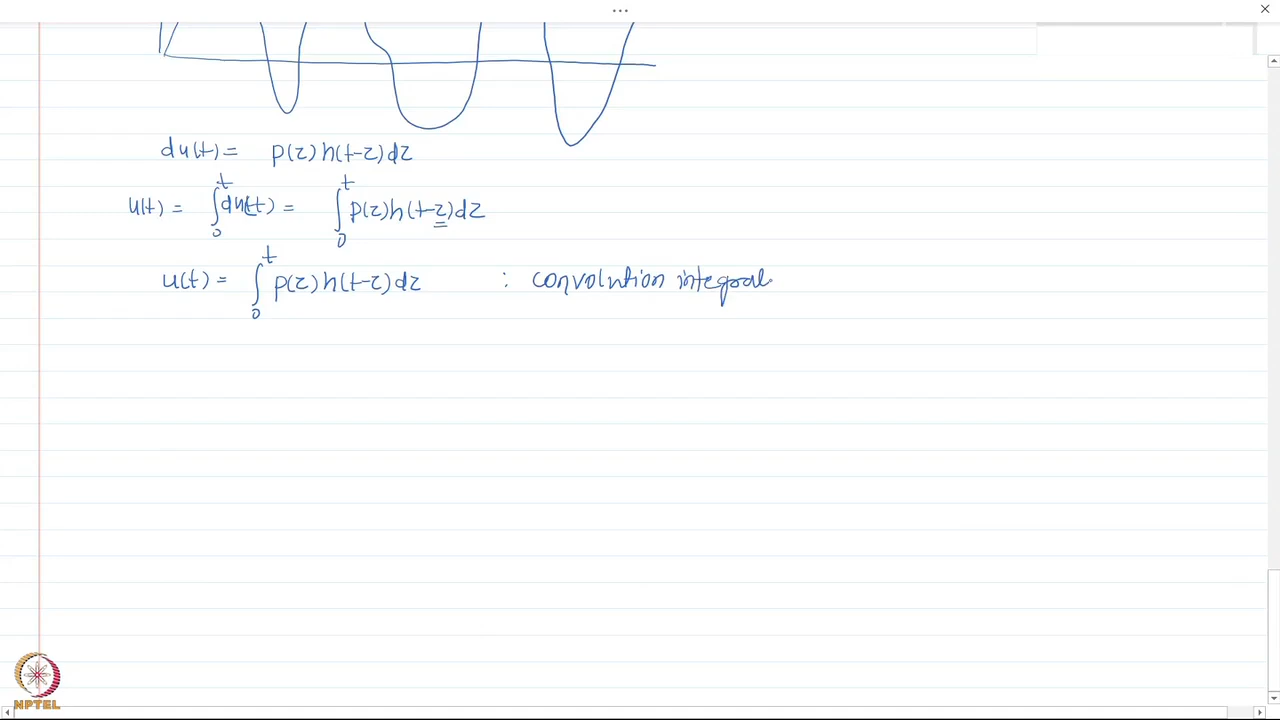 du(t) = p(τ)h(t-τ)dτ
u(t) = ∫₀ᵗ du(t) = ∫₀ᵗ p(τ)h(t-τ)dτ
u(t) = ∫₀ᵗ p(τ)h(t-τ)dτ : convolution integral
NPTEL